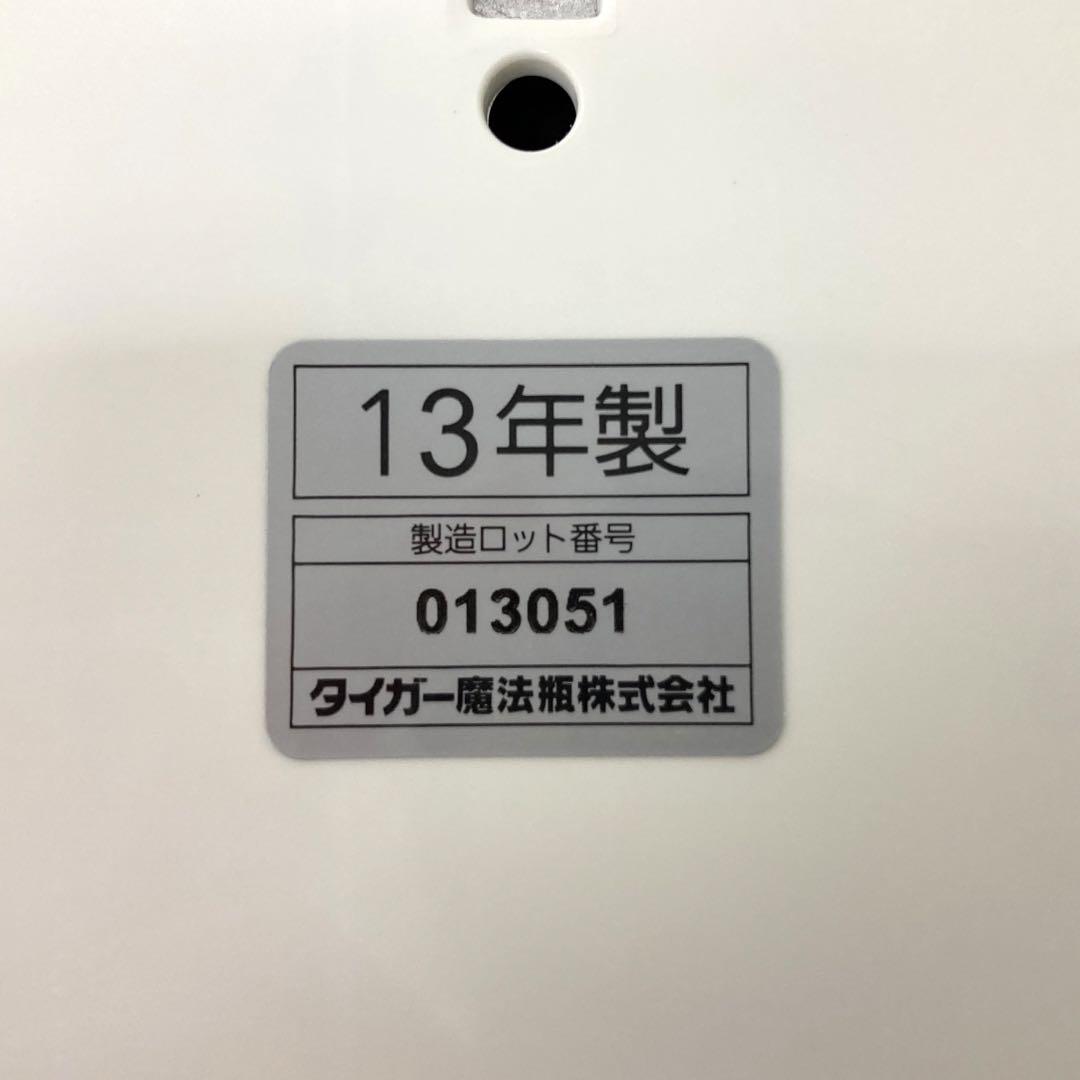 13年製
製造ロット番号
013051
タイガー魔法瓶株式会社